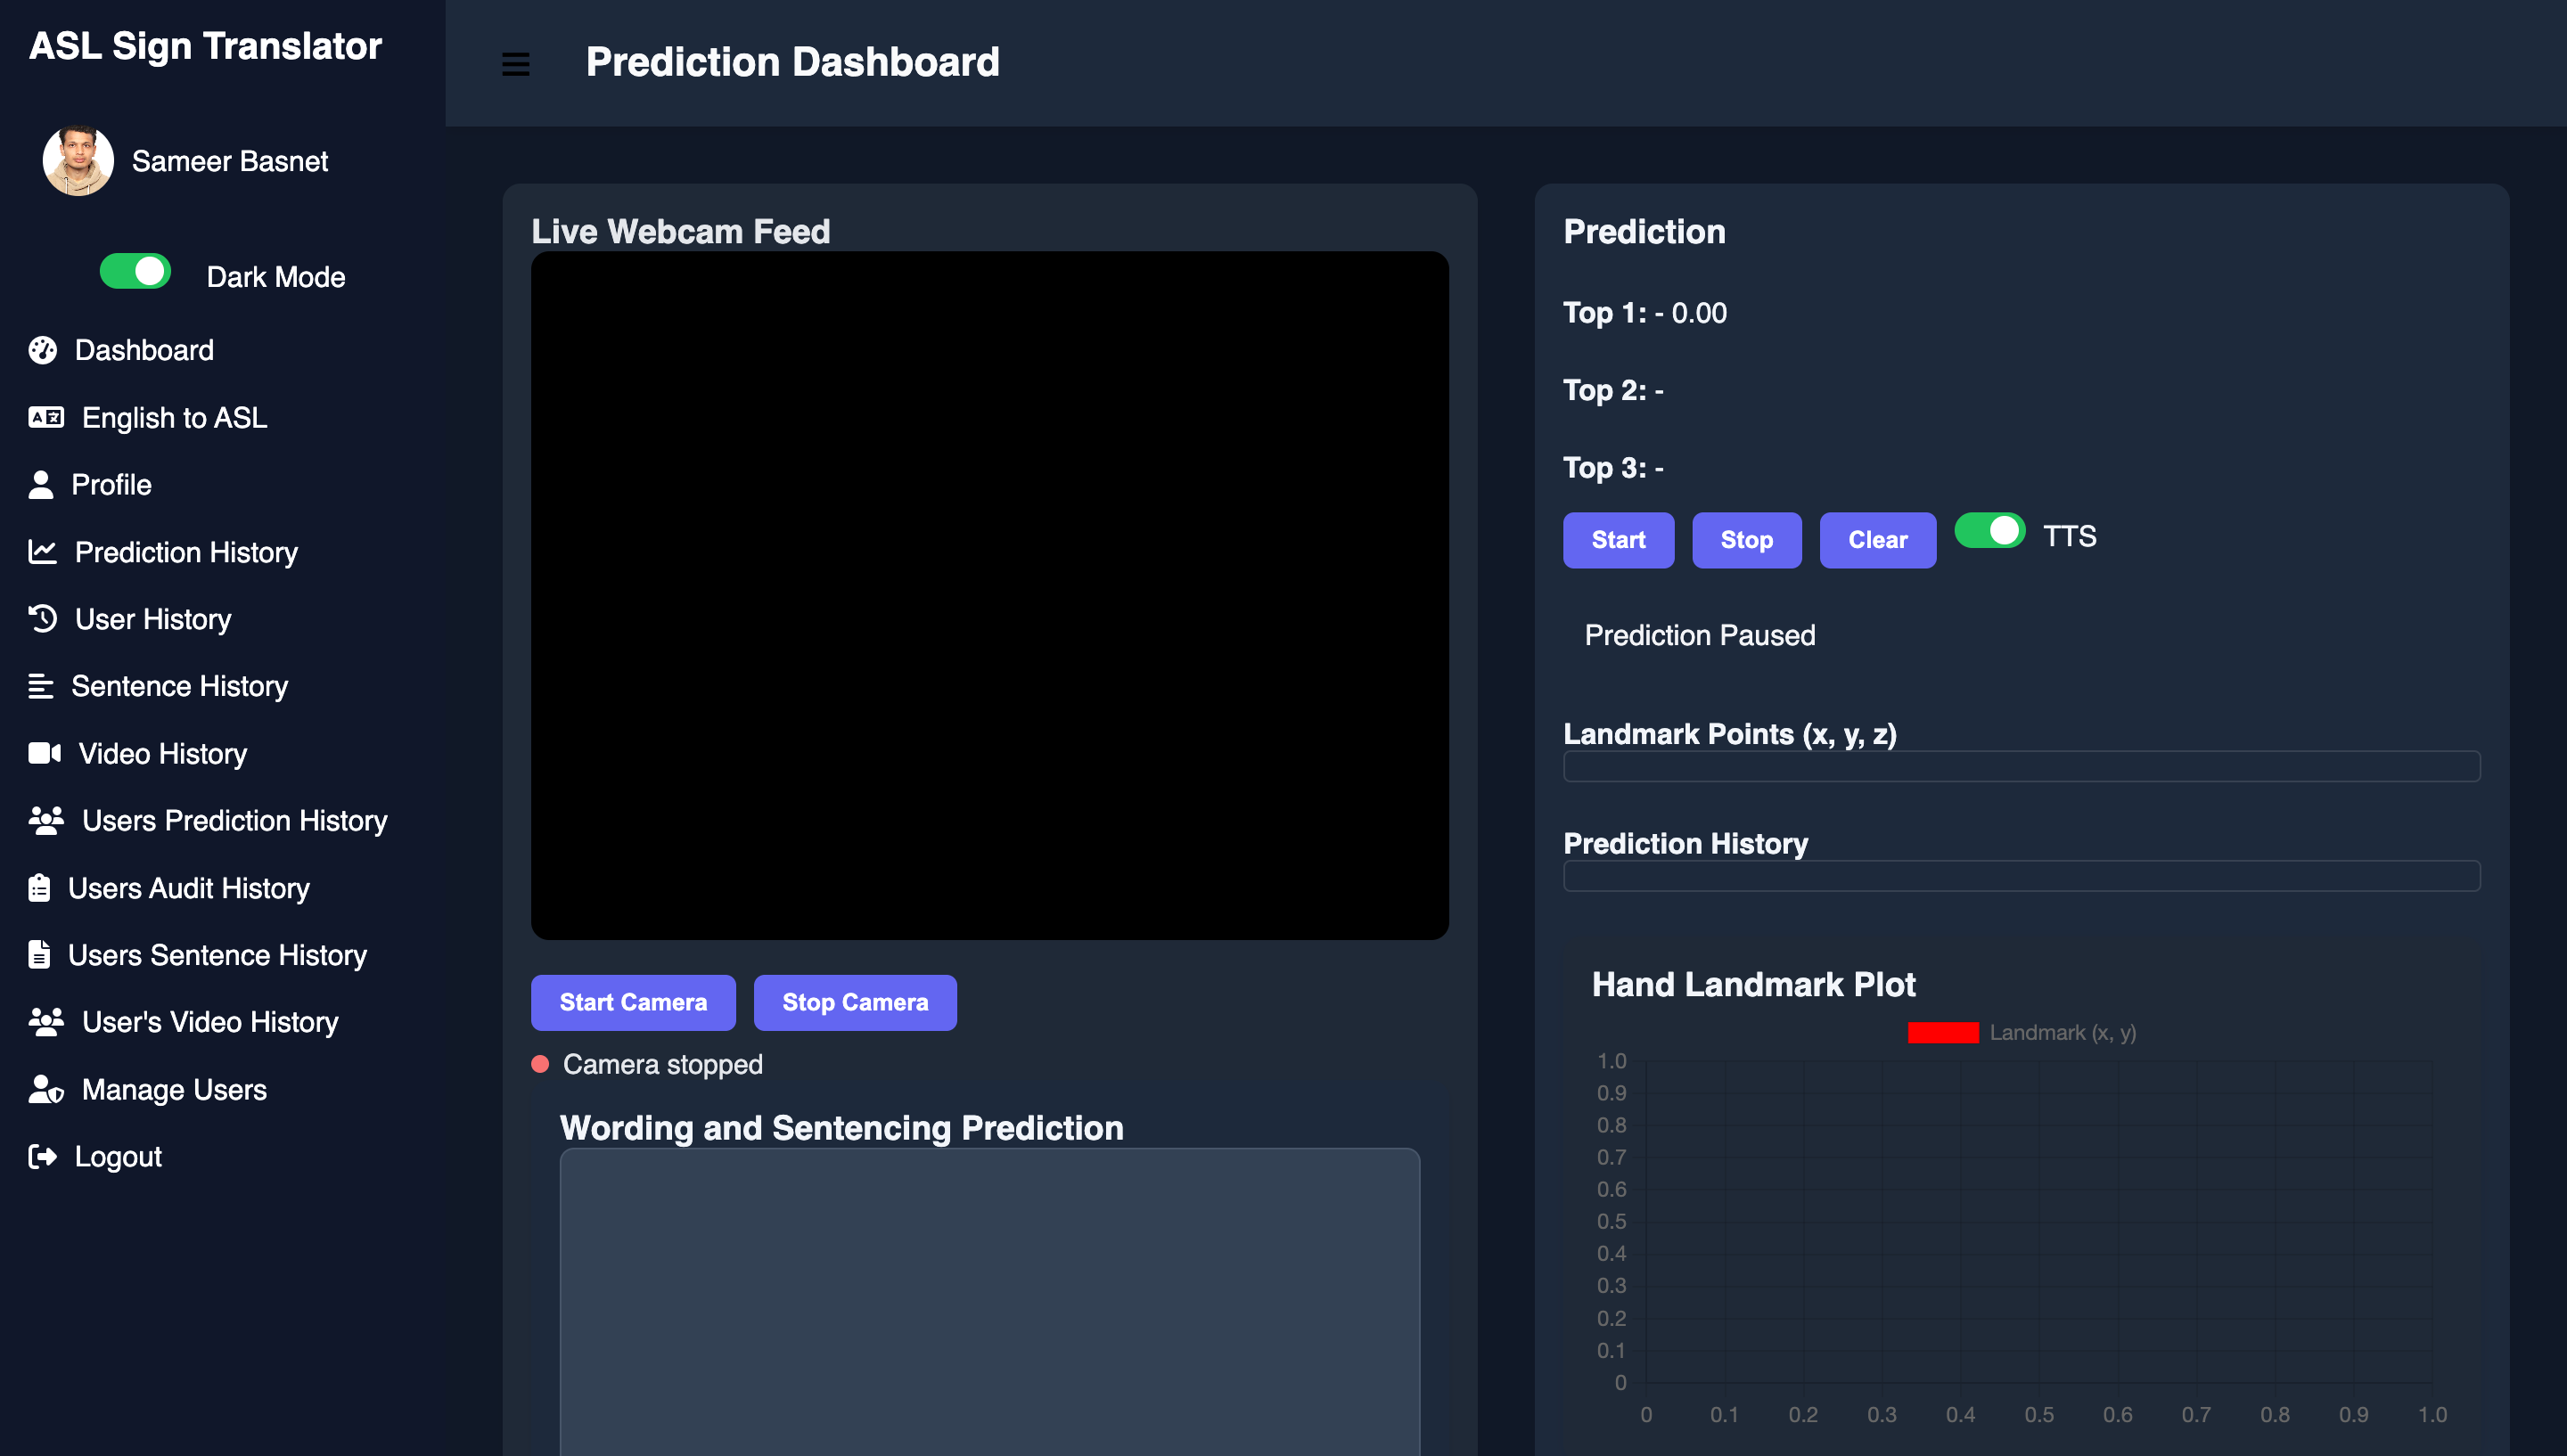 ASL Sign Translator
Sameer Basnet
Dark Mode
Dashboard
English to ASL
Profile
Prediction History
User History
Sentence History
Video History
Users Prediction History
Users Audit History
Users Sentence History
User's Video History
Manage Users
Logout
Prediction Dashboard
Live Webcam Feed
Start Camera Stop Camera
Camera stopped
Wording and Sentencing Prediction
Prediction
Top 1: - 0.00
Top 2: -
Top 3: -
Start Stop Clear TTS
Prediction Paused
Landmark Points (x, y, z)
Prediction History
Hand Landmark Plot
Landmark (x, y)
1.0
0.9
0.8
0.7
0.6
0.5
0.4
0.3
0.2
0.1
0
0 0.1 0.2 0.3 0.4 0.5 0.6 0.7 0.8 0.9 1.0